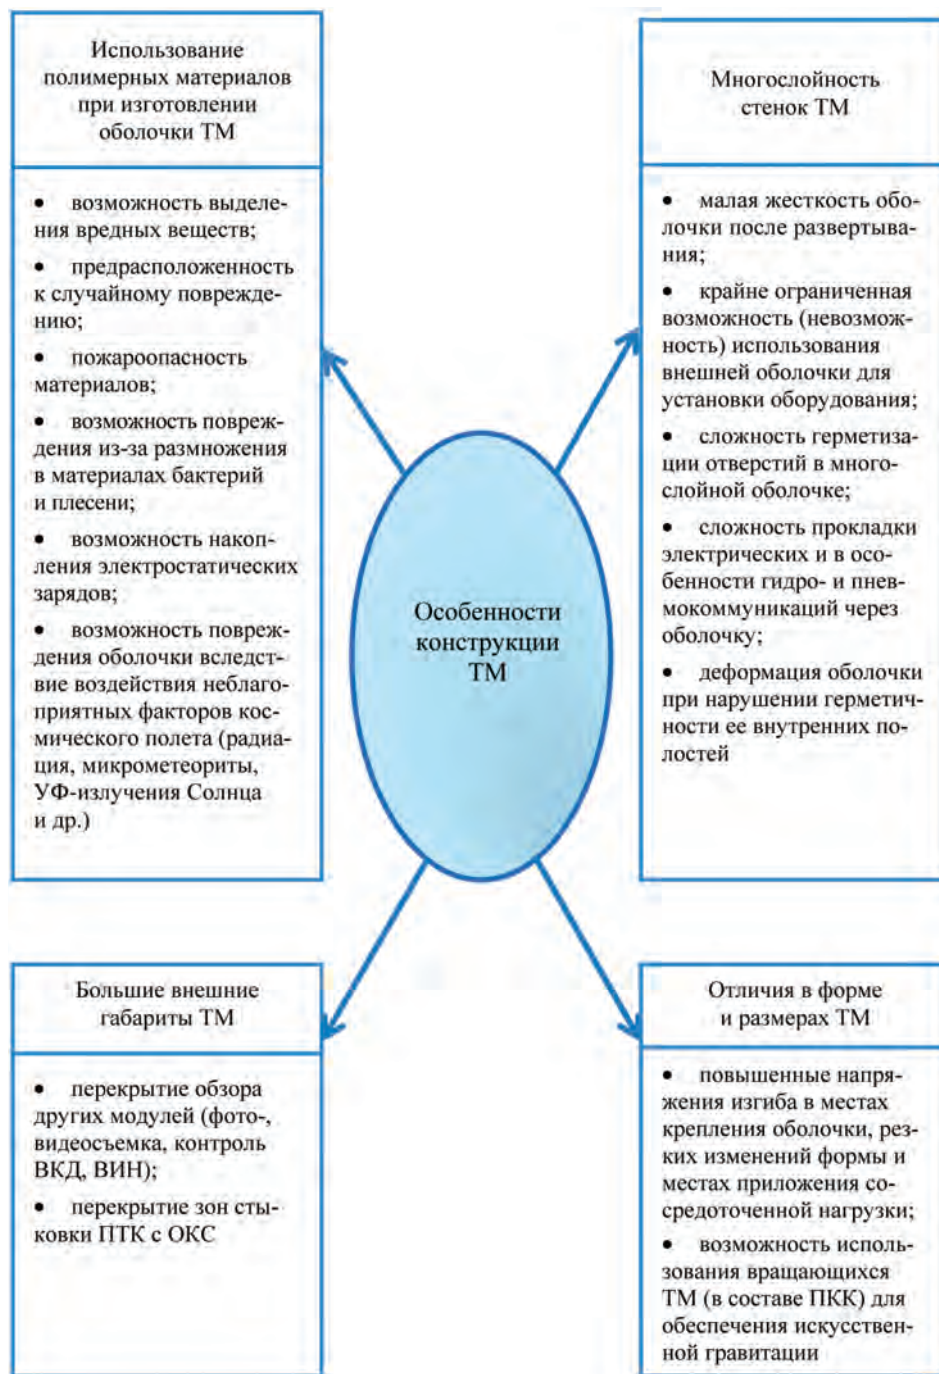 Использование
полимерных материалов
при изготовлении
оболочки ТМ
• возможность выделе-
ния вредных веществ;
• предрасположенность
к случайному поврежде-
нию;
• пожароопасность
материалов;
• возможность повреж-
дения из-за размножения
в материалах бактерий
и плесени;
• возможность накоп-
ления электростатических
зарядов;
• возможность повреж-
дения оболочки вследст-
вие воздействия неблаго-
приятных факторов кос-
мического полета (радиа-
ция, микрометеориты,
УФ-излучения Солнца
и др.)
Многослойность
стенок ТМ
• малая жесткость обо-
лочки после развертыва-
ния;
• крайне ограниченная
возможность (невозмож-
ность) использования
внешней оболочки для
установки оборудования;
• сложность герметиза-
ции отверстий в много-
слойной оболочке;
• сложность прокладки
электрических и в осо-
бенности гидро- и пнев-
мокоммуникаций через
оболочку;
• деформация оболочки
при нарушении герметич-
ности ее внутренних по-
лостей
Особенности
конструкции
ТМ
Большие внешние
габариты ТМ
• перекрытие обзора
других модулей (фото-,
видеосъемка, контроль
ВКД, ВИН);
• перекрытие зон сты-
ковки ПТК с ОКС
Отличия в форме
и размерах ТМ
• повышенные напря-
жения изгиба в местах
крепления оболочки, рез-
ких изменений формы и
местах приложения со-
средоточенной нагрузки;
• возможность исполь-
зования вращающихся
ТМ (в составе ПКК) для
обеспечения искусствен-
ной гравитации